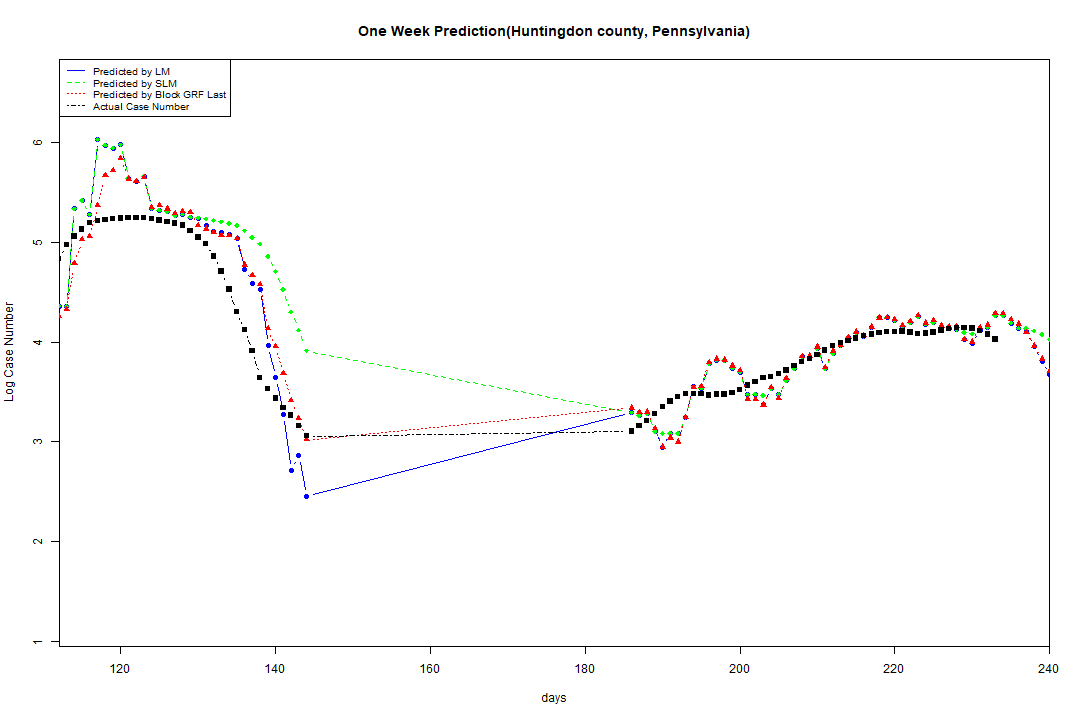 One Week Prediction(Huntingdon county, Pennsylvania)
Predicted by LM
Predicted by SLM
Predicted by Block GRF Last
Actual Case Number
Log Case Number
6
5
4
3
2
1
120 140 160 180 200 220 240
days